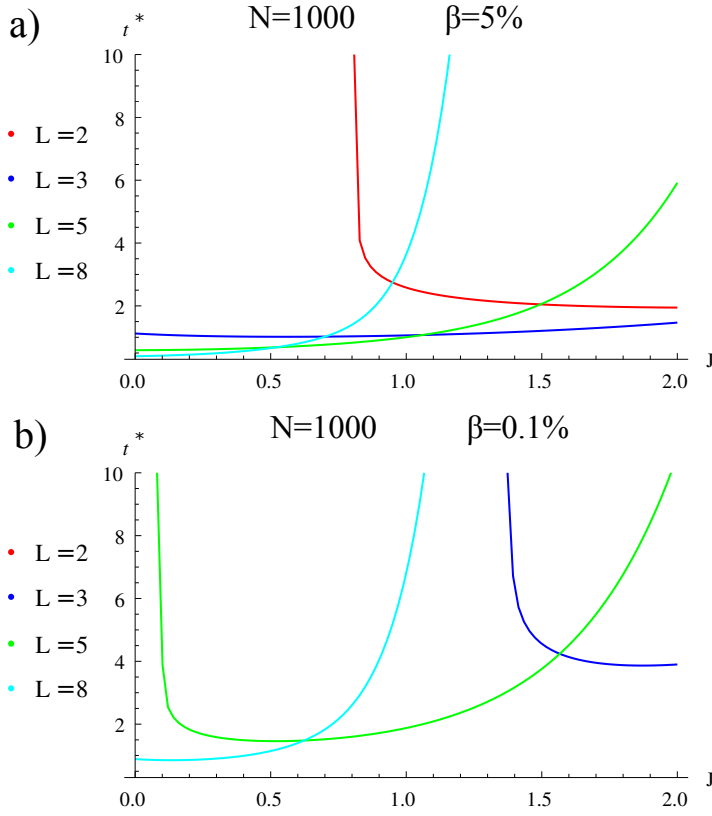 a) N=1000 β=5%
t *
10
8
6
4
2
0.0 0.5 1.0 1.5 2.0 J
L = 2
L = 3
L = 5
L = 8
b) N=1000 β=0.1%
t *
10
8
6
4
2
0.0 0.5 1.0 1.5 2.0 J
L = 2
L = 3
L = 5
L = 8